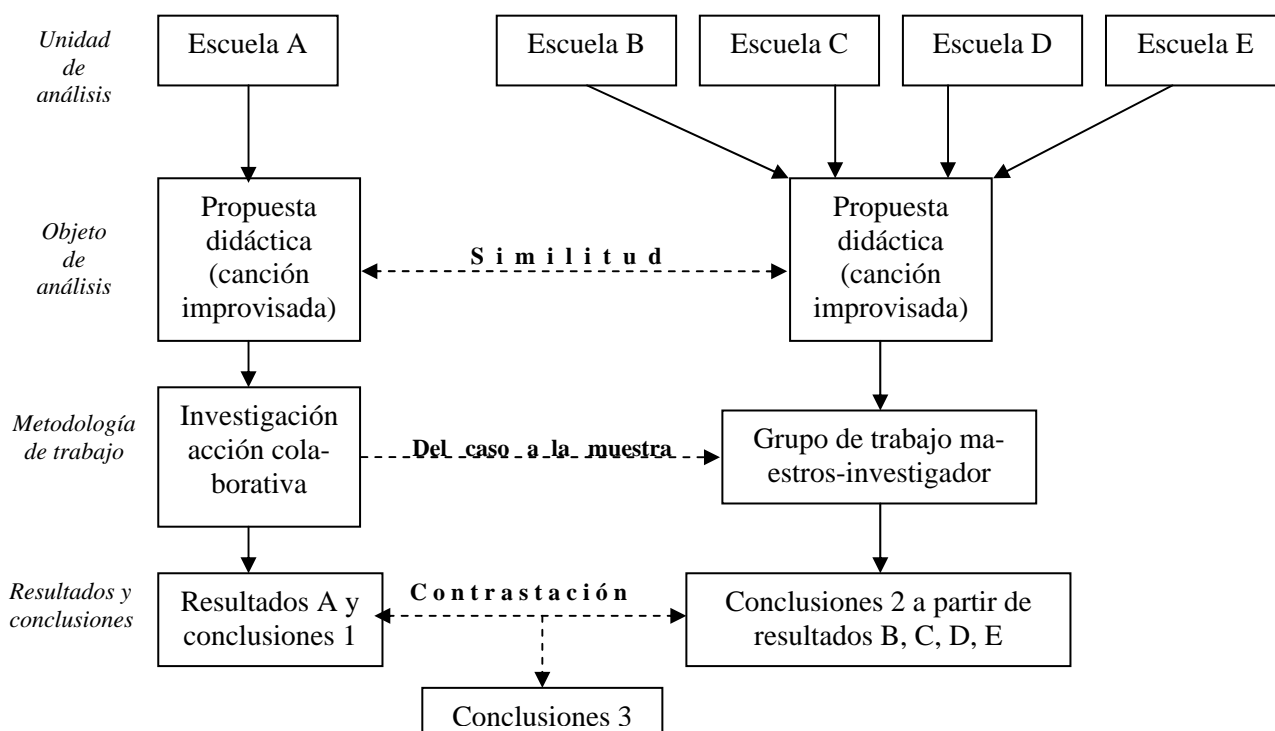 Unidad
de
análisis
Escuela A
Escuela B
Escuela C
Escuela D
Escuela E
Objeto
de
análisis
Propuesta
didáctica
(canción
improvisada)
Similitud
Propuesta
didáctica
(canción
improvisada)
Metodología
de trabajo
Investigación
acción cola-
borativa
Del caso a la muestra
Grupo de trabajo ma-
estros-investigador
Resultados y
conclusiones
Resultados A y
conclusiones 1
Contrastación
Conclusiones 2 a partir de
resultados B, C, D, E
Conclusiones 3